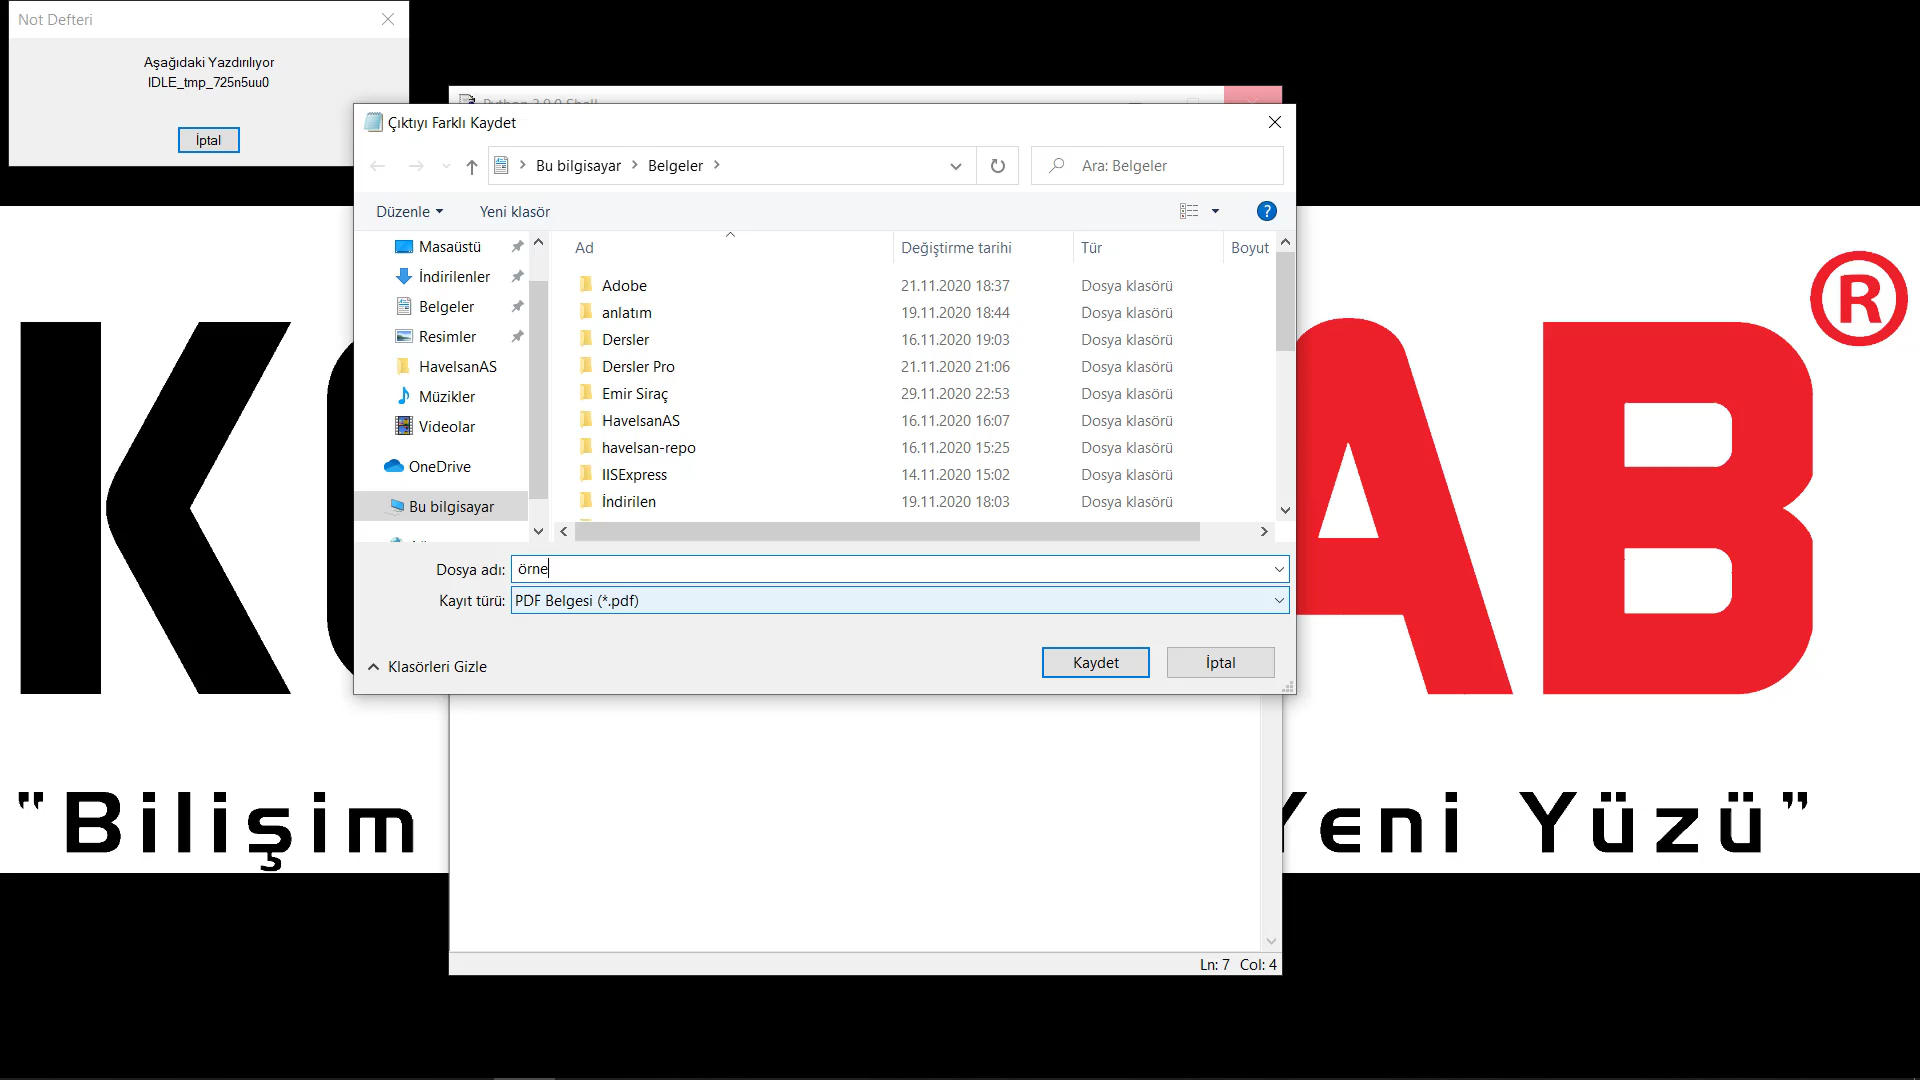 Not Defteri
Aşağıdaki Yazdırılıyor
IDLE_tmp_725n5uu0
İptal
Çıktıyı Farklı Kaydet
Bu bilgisayar
Belgeler
Ara: Belgeler
Düzenle
Yeni klasör
?
Masaüstü
İndirilenler
Belgeler
Resimler
HavelsanAS
Müzikler
Videolar
OneDrive
Bu bilgisayar
Ad Değiştirme tarihi Tür Boyut
Adobe 21.11.2020 18:37 Dosya klasörü
anlatım 19.11.2020 18:44 Dosya klasörü
Dersler 16.11.2020 19:03 Dosya klasörü
Dersler Pro 21.11.2020 21:06 Dosya klasörü
Emir Siraç 29.11.2020 22:53 Dosya klasörü
HavelsanAS 16.11.2020 16:07 Dosya klasörü
havelsan-repo 16.11.2020 15:25 Dosya klasörü
IISExpress 14.11.2020 15:02 Dosya klasörü
İndirilen 19.11.2020 18:03 Dosya klasörü
Dosya adı: örne
Kayıt türü: PDF Belgesi (*.pdf)
Klasörleri Gizle
Kaydet
İptal
K AB ®
"Bilişim Yeni Yüzü"
Ln: 7 Col: 4